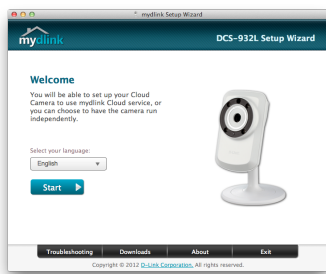 mydlink Setup Wizard
mydlink
DCS-932L Setup Wizard
Welcome
You will be able to set up your Cloud
Camera to use mydlink Cloud service, or
you can choose to have the camera run
independently.
Select your language:
English
Start
Troubleshooting
Downloads
About
Exit
Copyright © 2012 D-Link Corporation. All rights reserved.